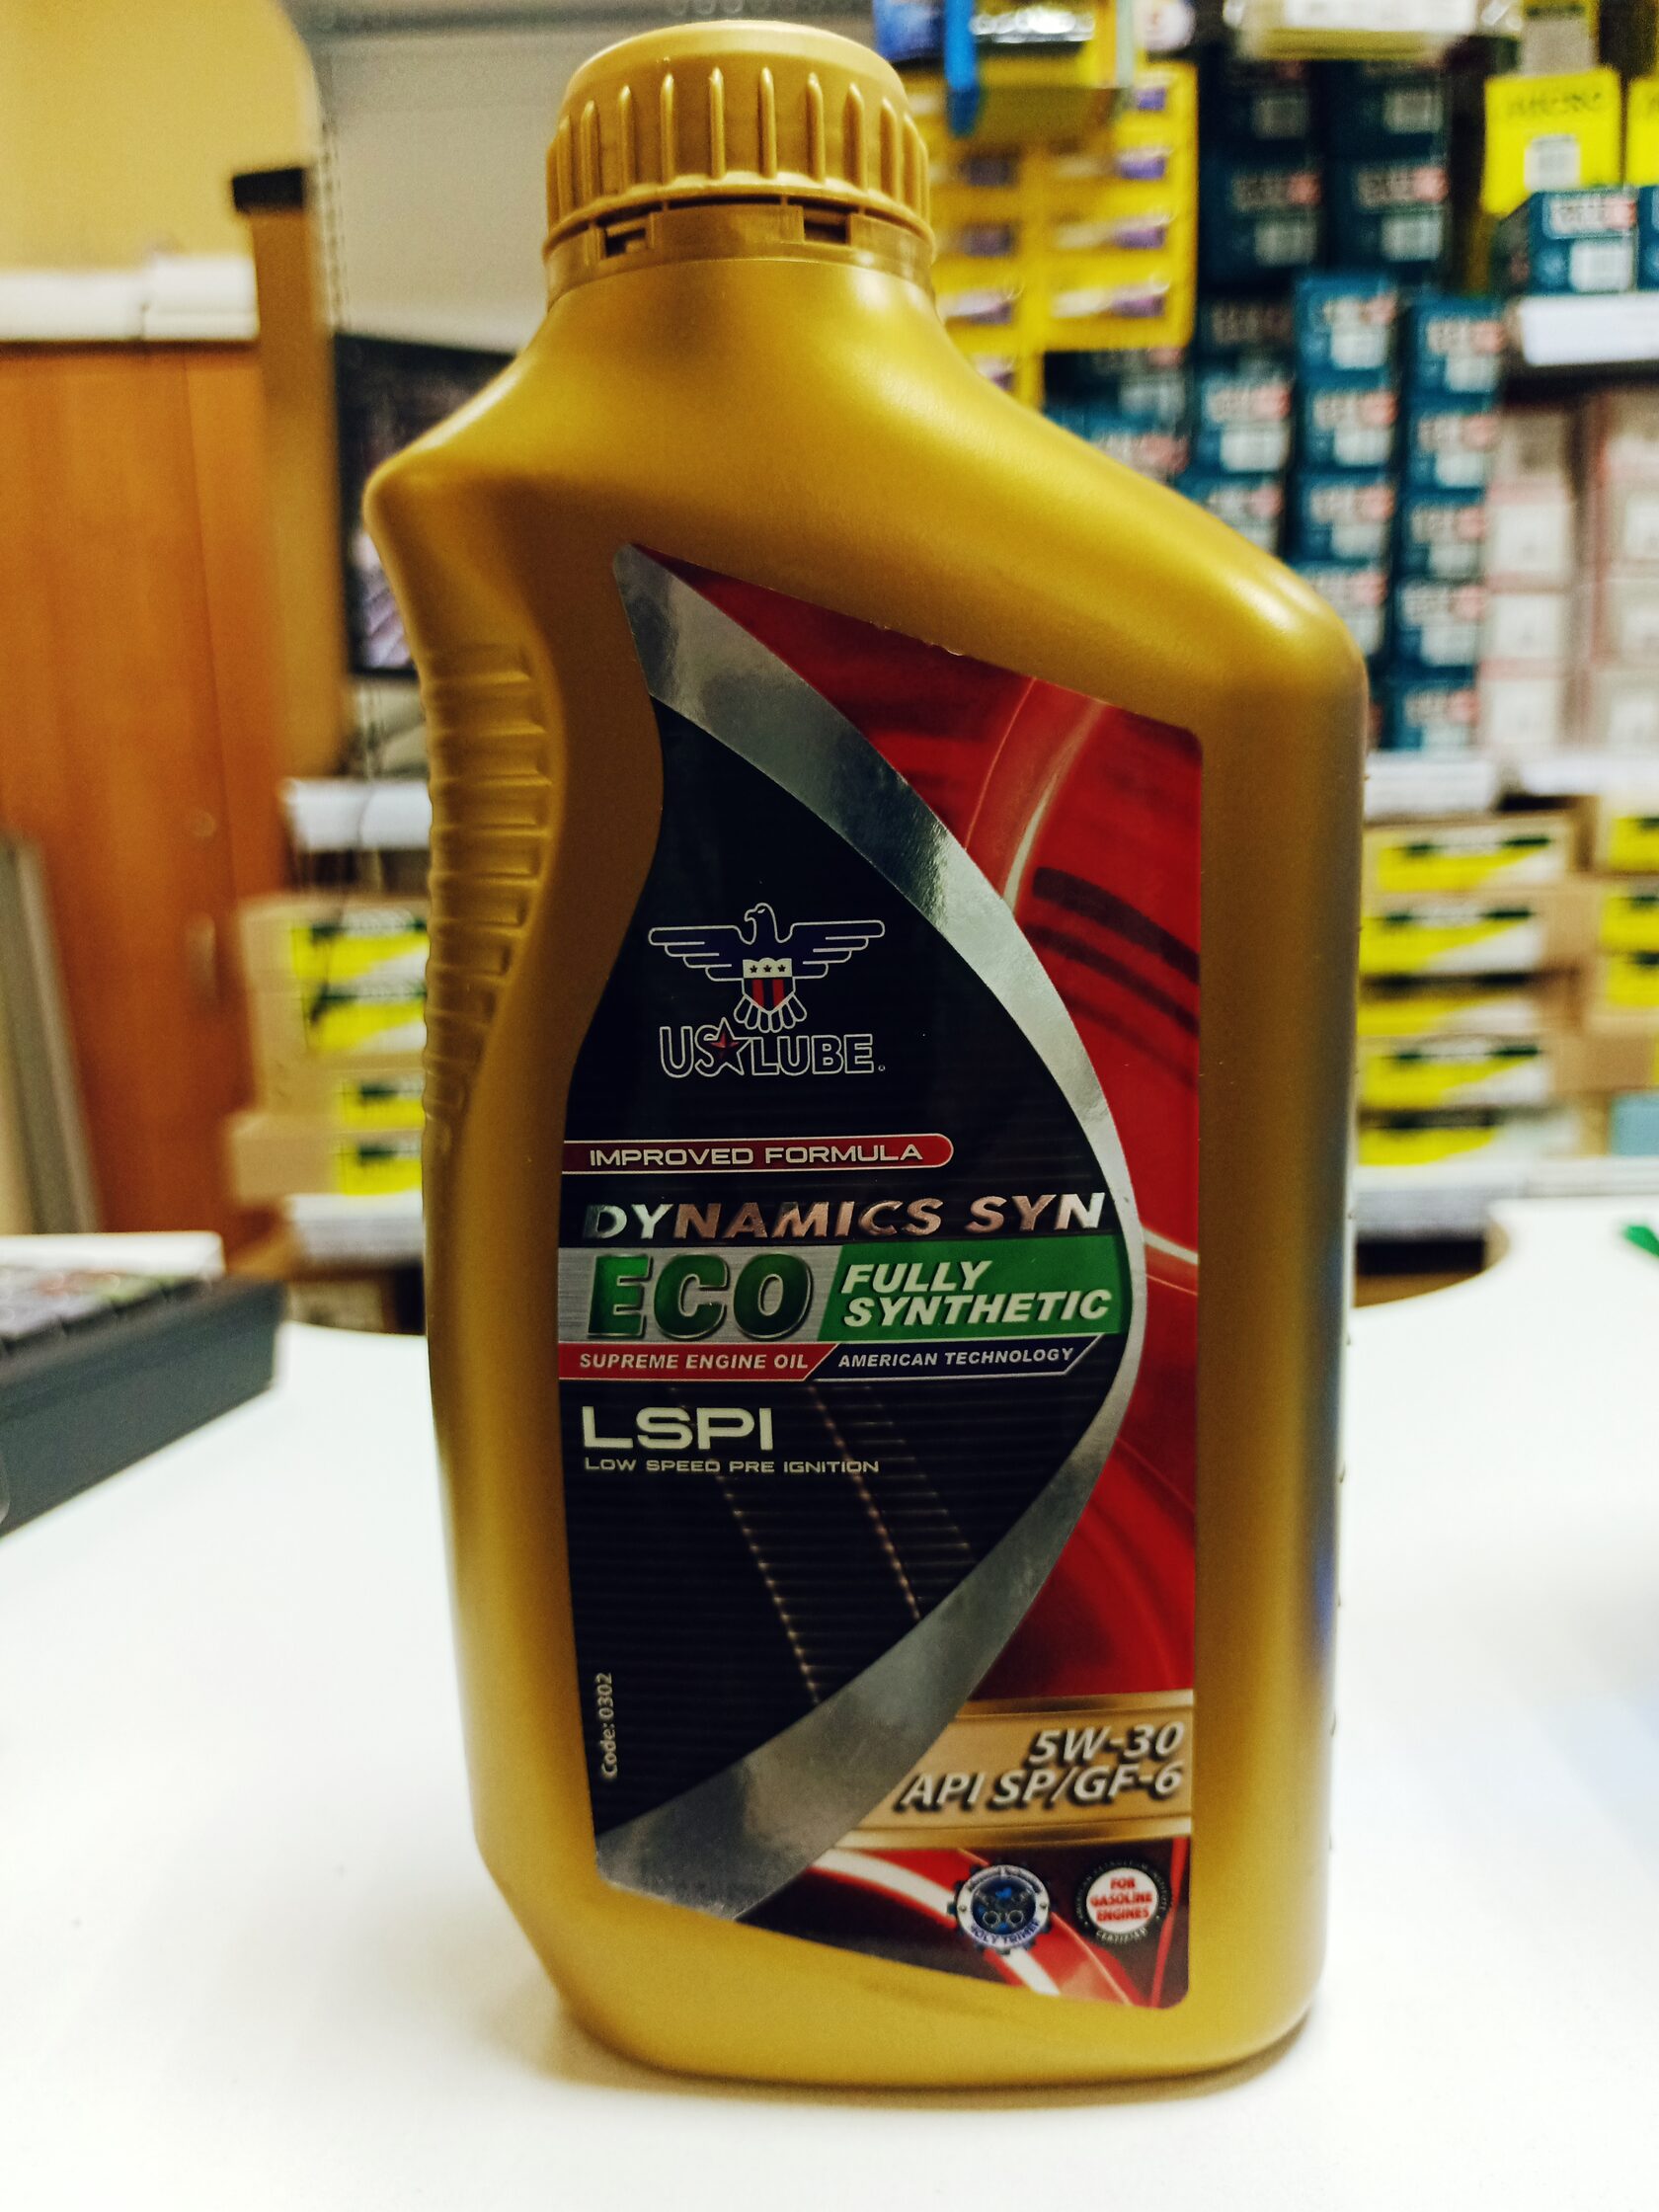 US LUBE
IMPROVED FORMULA
DYNAMICS SYN
ECO
FULLY
SYNTHETIC
SUPREME ENGINE OIL
AMERICAN TECHNOLOGY
LSPI
LOW SPEED PRE IGNITION
Code: 0302
5W-30
API SP/GF-6
FOR
GASOLINE
ENGINES
CERTIFIED